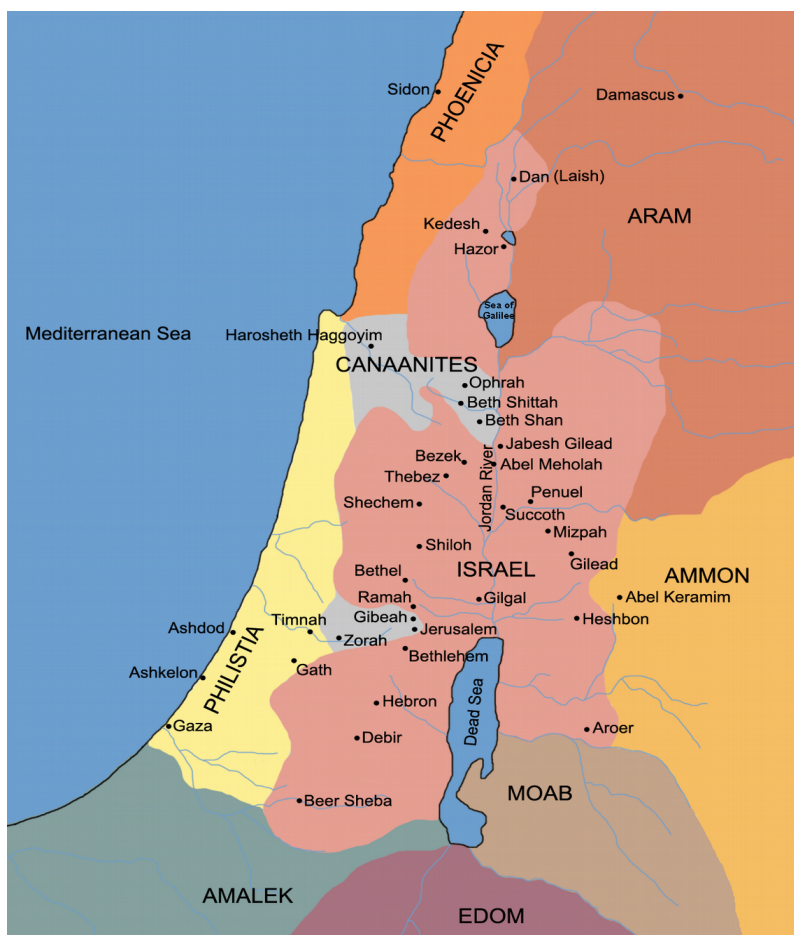 Sidon
PHOENICIA
Damascus
Dan (Laish)
ARAM
Kedesh
Hazor
Sea of
Galilee
Mediterranean Sea
Harosheth Haggoyim
CANAANITES
Ophrah
Beth Shittah
Beth Shan
Jabesh Gilead
Bezek
Abel Meholah
Thebez
Jordan River
Penuel
Shechem
Succoth
Mizpah
Shiloh
Gilead
Bethel
ISRAEL
AMMON
Ramah
Gilgal
Abel Keramim
Gibeah
Heshbon
Timnah
Ashdod
Jerusalem
Zorah
Bethlehem
PHILISTIA
Gath
Ashkelon
Hebron
Dead Sea
Gaza
Debir
Aroer
MOAB
Beer Sheba
AMALEK
EDOM